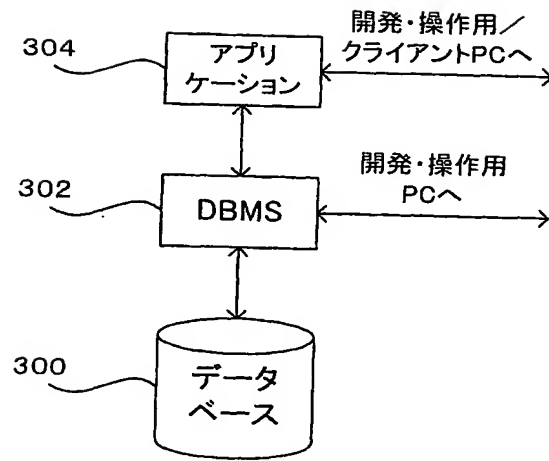 開発・操作用／
クライアントPCへ
304
アプリ
ケーション
開発・操作用
PCへ
302
DBMS
300
データ
ベース